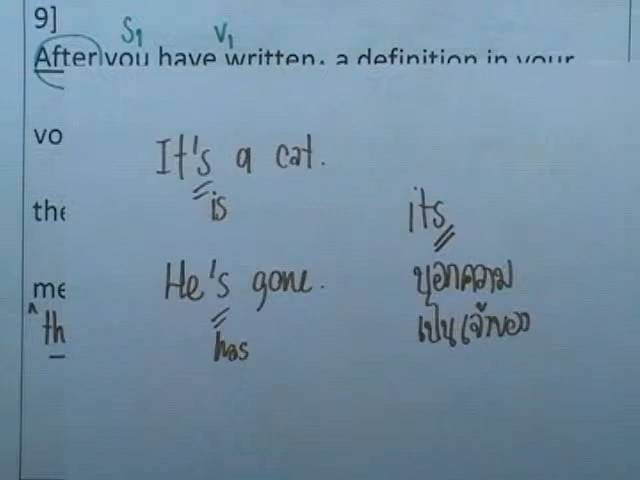 9]
S1 V1
After you have written, a definition in your
vo
It's a cat.
is
the
its
me
He's gone.
บอกความ
th
เป็นเจ้าของ
has